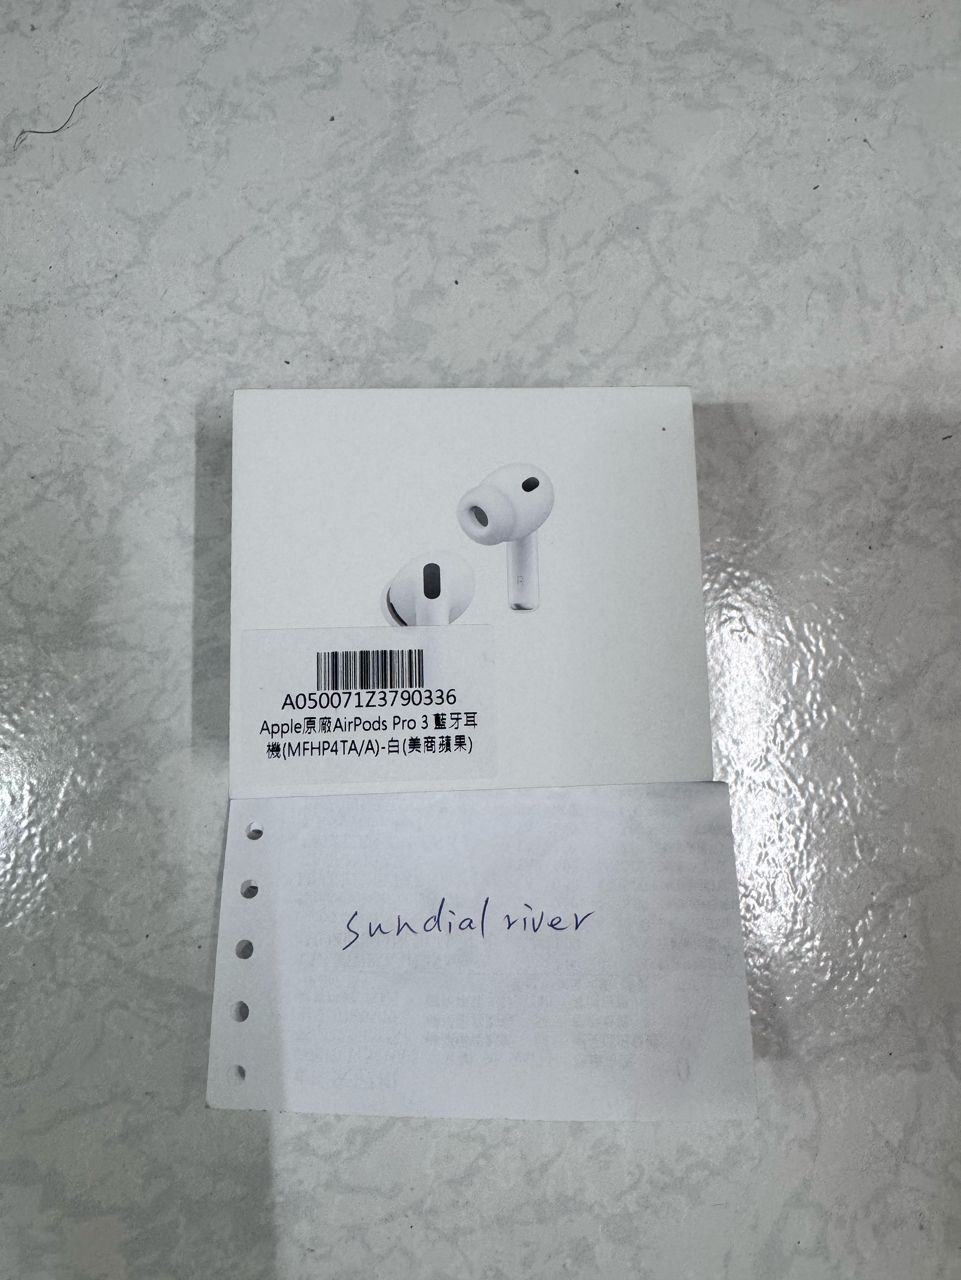 R
A050071Z3790336
Apple原廠AirPods Pro 3 藍牙耳
機(MFHP4TA/A)-白(美商蘋果)
sundial river